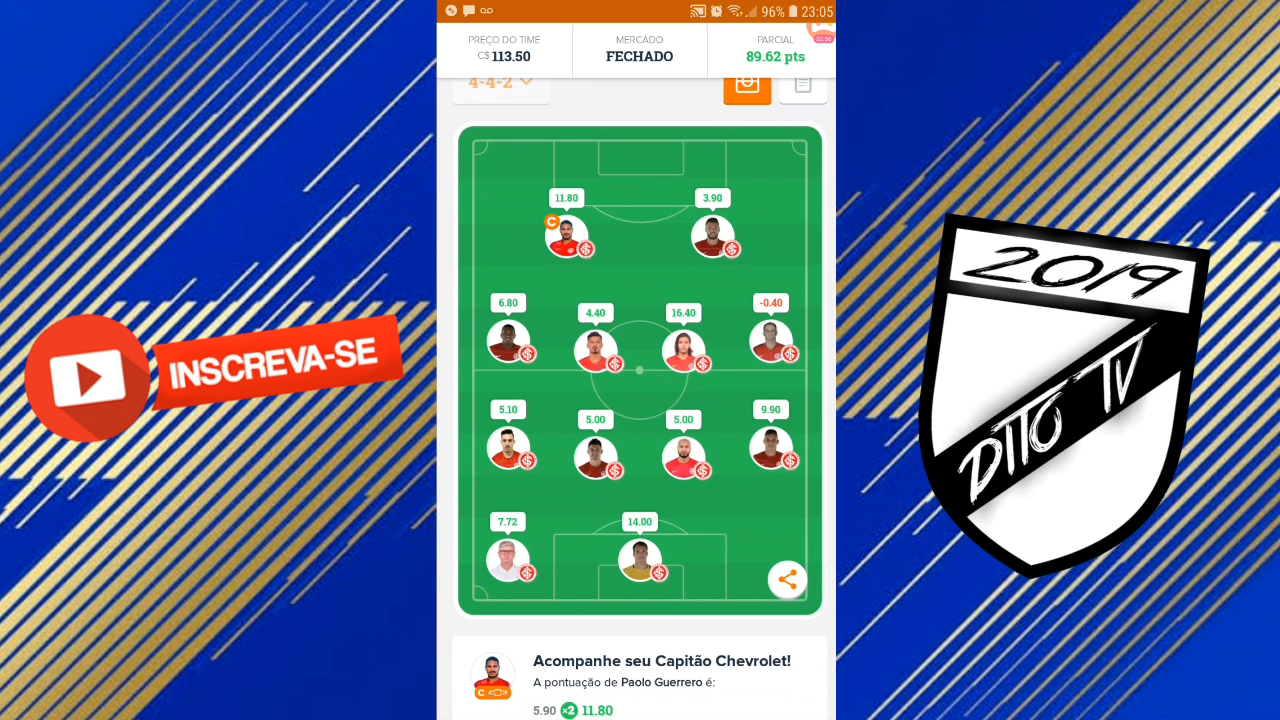 96% 23:05
PREÇO DO TIME
C$ 113.50
MERCADO
FECHADO
PARCIAL
89.62 pts
02:58
4-4-2
11.80
C
3.90
6.80
4.40
16.40
-0.40
5.10
5.00
5.00
9.90
7.72
14.00
Acompanhe seu Capitão Chevrolet!
C
A pontuação de Paolo Guerrero é:
5.90 x2 11.80
INSCREVA-SE
2019
DITO TV